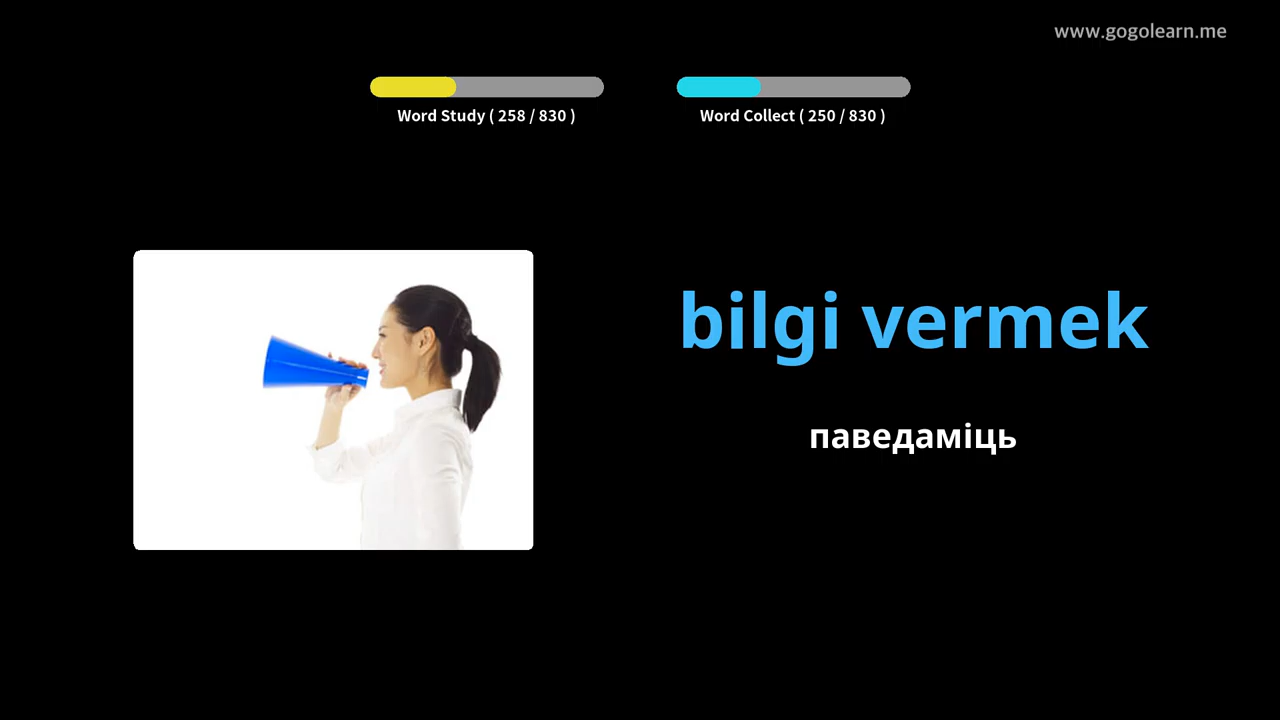 www.gogolearn.me
Word Study ( 258 / 830 )
Word Collect ( 250 / 830 )
bilgi vermek
паведаміць